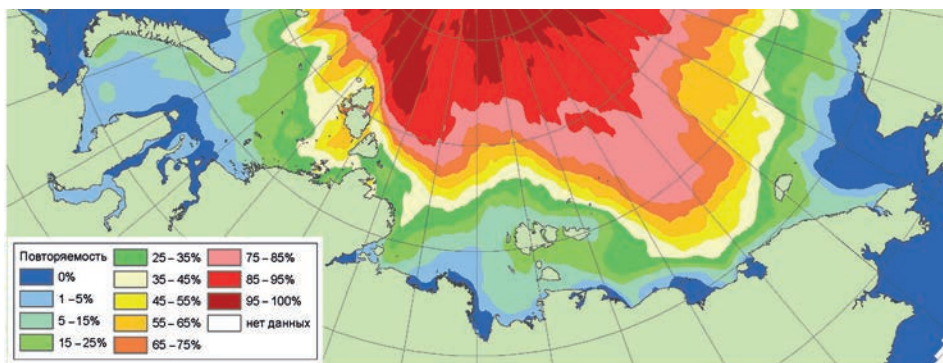 Повторяемость
0%
1 – 5%
5 – 15%
15 – 25%
25 – 35%
35 – 45%
45 – 55%
55 – 65%
65 – 75%
75 – 85%
85 – 95%
95 – 100%
нет данных